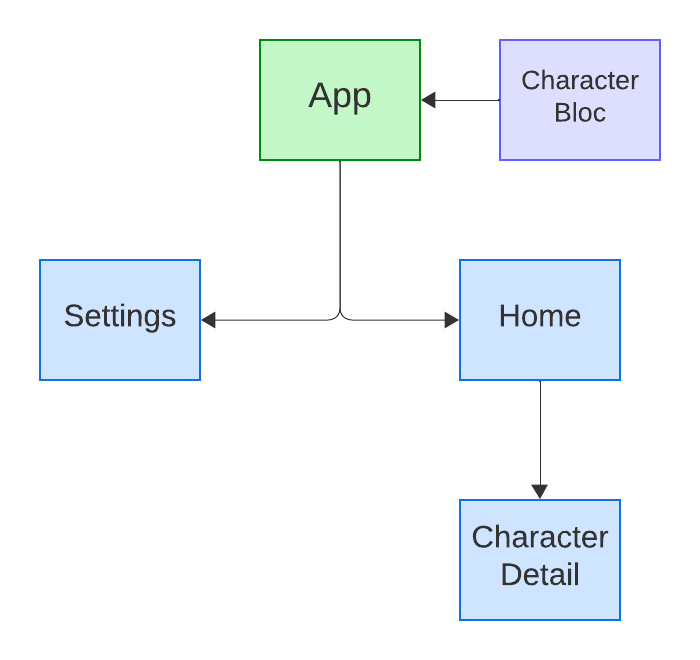 App
Character
Bloc
Settings
Home
Character
Detail